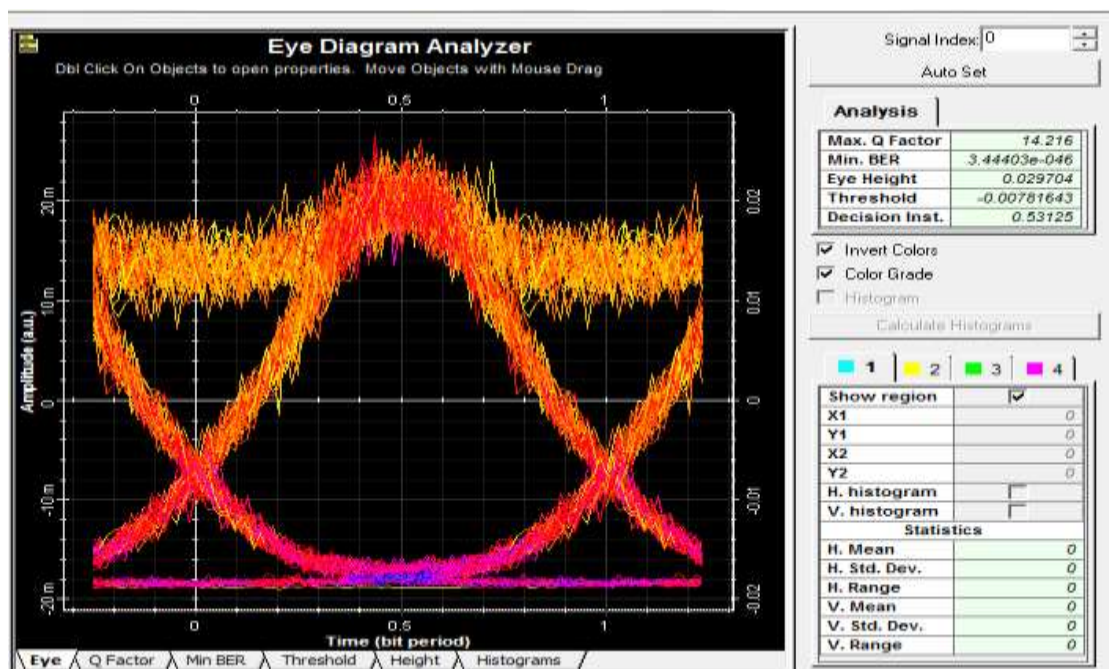 Eye Diagram Analyzer
Dbl Click On Objects to open properties. Move Objects with Mouse Drag
0 0.5 1
20m 10m 0 -10m -20m
Amplitude (a.u.)
0.02 0.01 0 -0.01 -0.02
0 0.5 1
Time (bit period)
Eye Q Factor Min BER Threshold Height Histograms
Signal Index: 0
Auto Set
Analysis
Max. Q Factor 14.216
Min. BER 3.44403e-046
Eye Height 0.029704
Threshold -0.00781643
Decision Inst. 0.53125
Invert Colors
Color Grade
Histogram
Calculate Histograms
1 2 3 4
Show region
X1 0
Y1 0
X2 0
Y2 0
H. histogram
V. histogram
Statistics
H. Mean 0
H. Std. Dev. 0
H. Range 0
V. Mean 0
V. Std. Dev. 0
V. Range 0